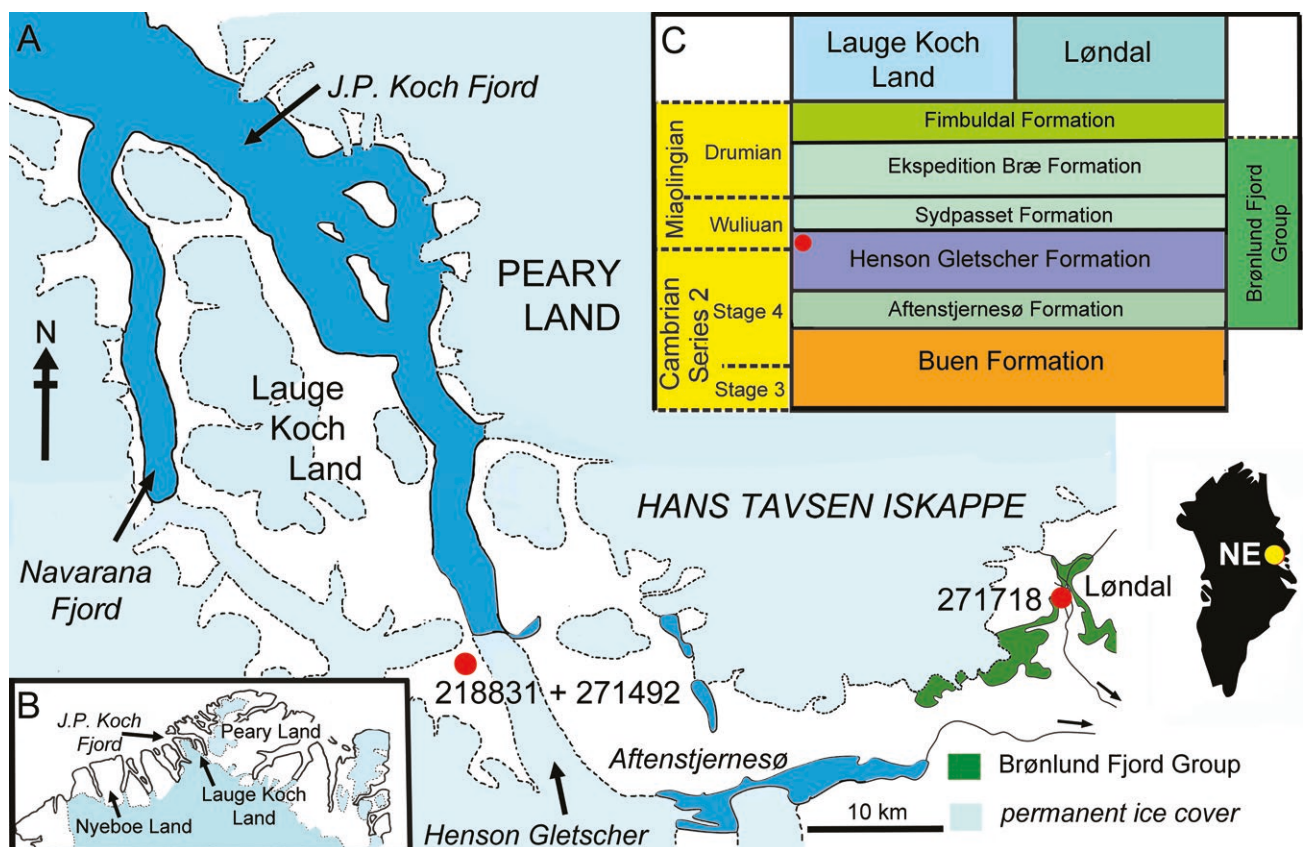 A
J.P. Koch Fjord
PEARY
LAND
N
Lauge
Koch
Land
Navarana
Fjord
HANS TAVSEN ISKAPPE
271718
Løndal
218831 + 271492
Aftenstjernesø
Henson Gletscher
10 km
Brønlund Fjord Group
permanent ice cover
NE
B
J.P. Koch
Fjord
Peary Land
Lauge Koch
Land
Nyeboe Land
C
Lauge Koch
Land
Løndal
Miaolingian
Drumian
Wuliuan
Cambrian
Series 2
Stage 4
Stage 3
Fimbuldal Formation
Ekspedition Bræ Formation
Sydpasset Formation
Henson Gletscher Formation
Aftenstjernesø Formation
Buen Formation
Brønlund Fjord
Group